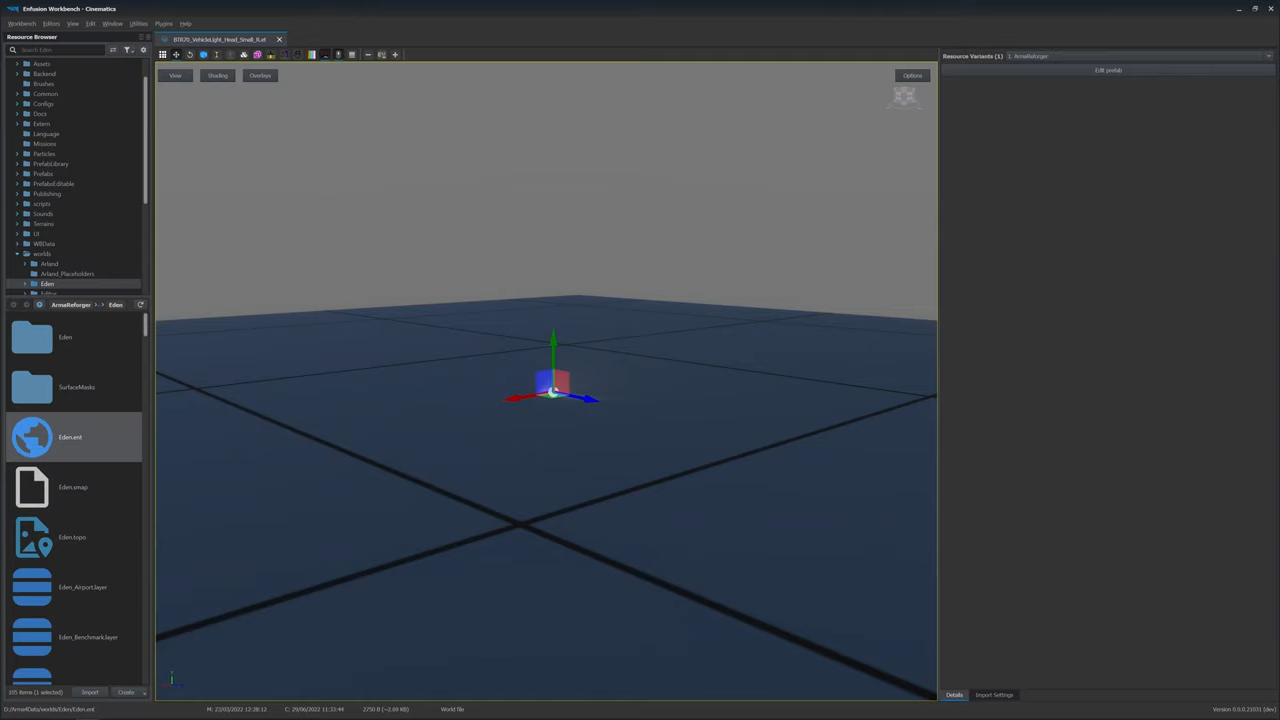 Enfusion Workbench - Cinematics
Workbench Editors View Edit Window Utilities Plugins Help
Resource Browser
BTR70_VehicleLight_Head_Small_R.et
Search Eden
Resource Variants (1) 1. ArmaReforger
Edit prefab
View Shading Overlays Options
Assets
Backend
Brushes
Common
Configs
Docs
Extern
Language
Missions
Particles
PrefabLibrary
Prefabs
PrefabsEditable
Publishing
scripts
Sounds
Terrains
UI
WBData
worlds
Arland
Arland_Placeholders
Eden
ArmaReforger > Eden
Eden
SurfaceMasks
Eden.ent
Eden.smap
Eden.topo
Eden_Airport.layer
Eden_Benchmark.layer
105 items (1 selected) Import Create
Details Import Settings
D:/Arma4Data/worlds/Eden/Eden.ent M: 23/03/2022 12:28:12 C: 29/06/2022 11:33:44 2750 B (~2.69 KB) World file Version 0.0.0.21031 (dev)